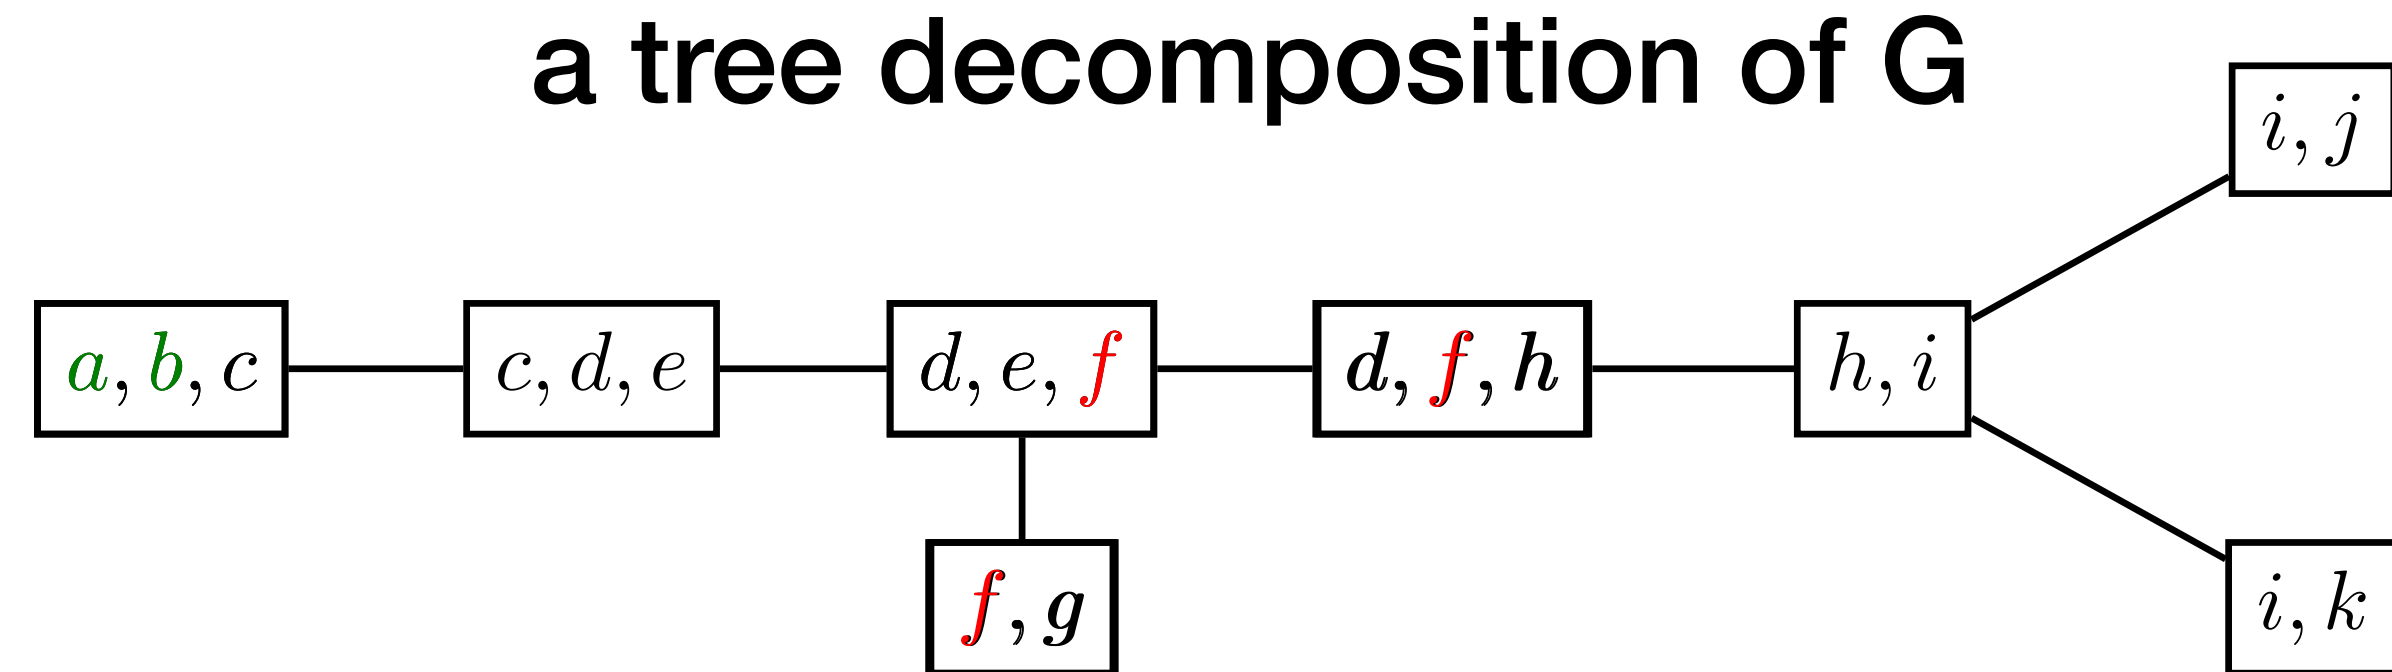 a tree decomposition of G
i, j
a, b, c
c, d, e
d, e, f
d, f, h
h, i
f, g
i, k